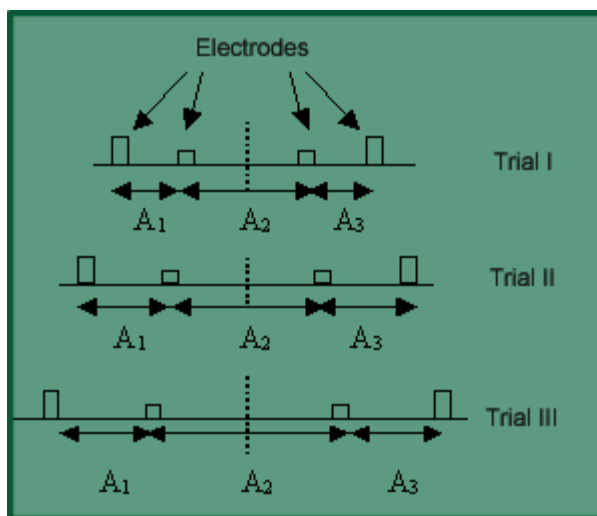 Electrodes
Trial I
A₁ A₂ A₃
Trial II
A₁ A₂ A₃
Trial III
A₁ A₂ A₃